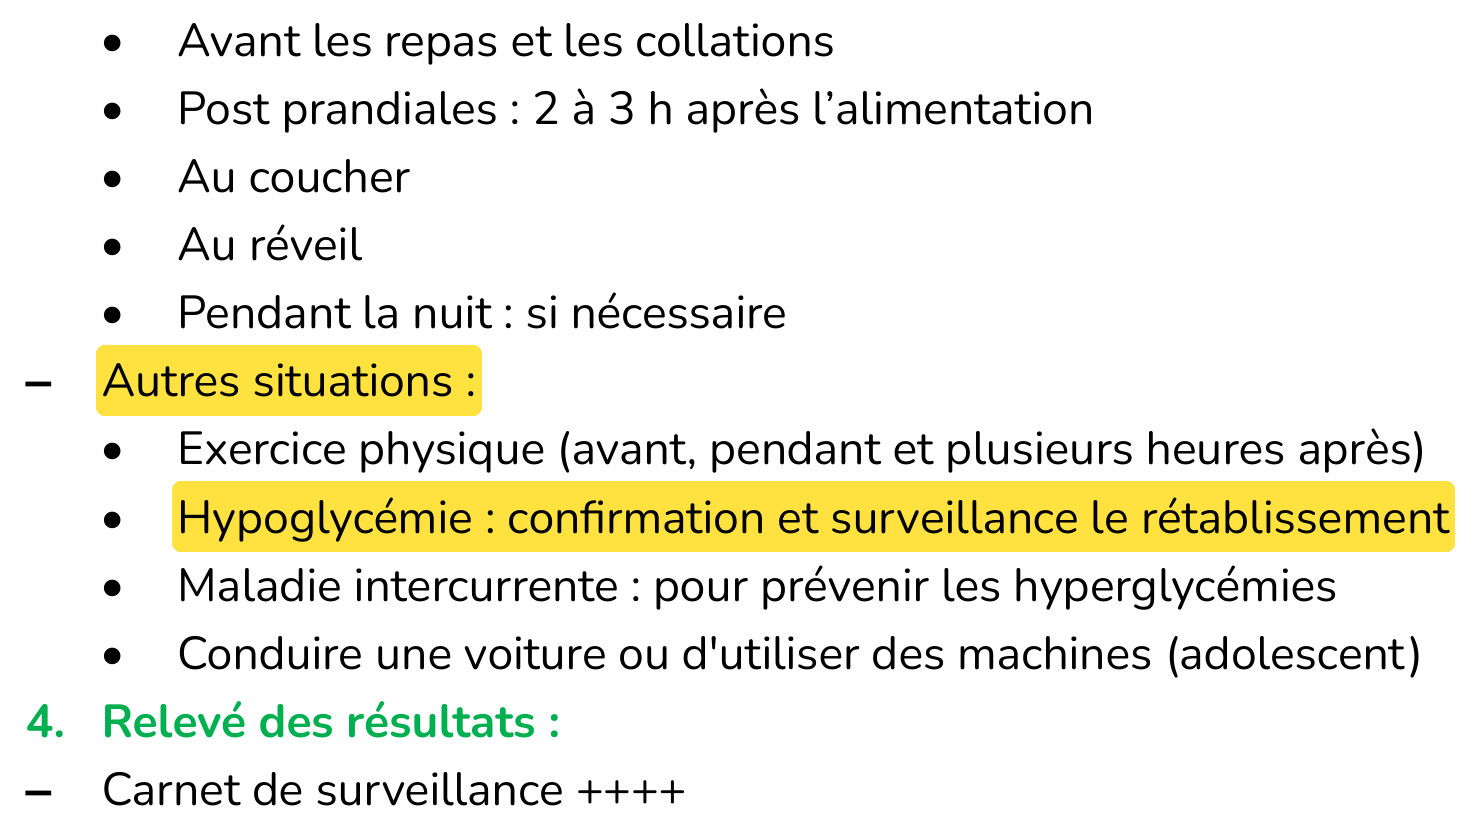 • Avant les repas et les collations
• Post prandiales : 2 à 3 h après l’alimentation
• Au coucher
• Au réveil
• Pendant la nuit : si nécessaire
– Autres situations :
• Exercice physique (avant, pendant et plusieurs heures après)
• Hypoglycémie : confirmation et surveillance le rétablissement
• Maladie intercurrente : pour prévenir les hyperglycémies
• Conduire une voiture ou d'utiliser des machines (adolescent)
4. Relevé des résultats :
– Carnet de surveillance ++++